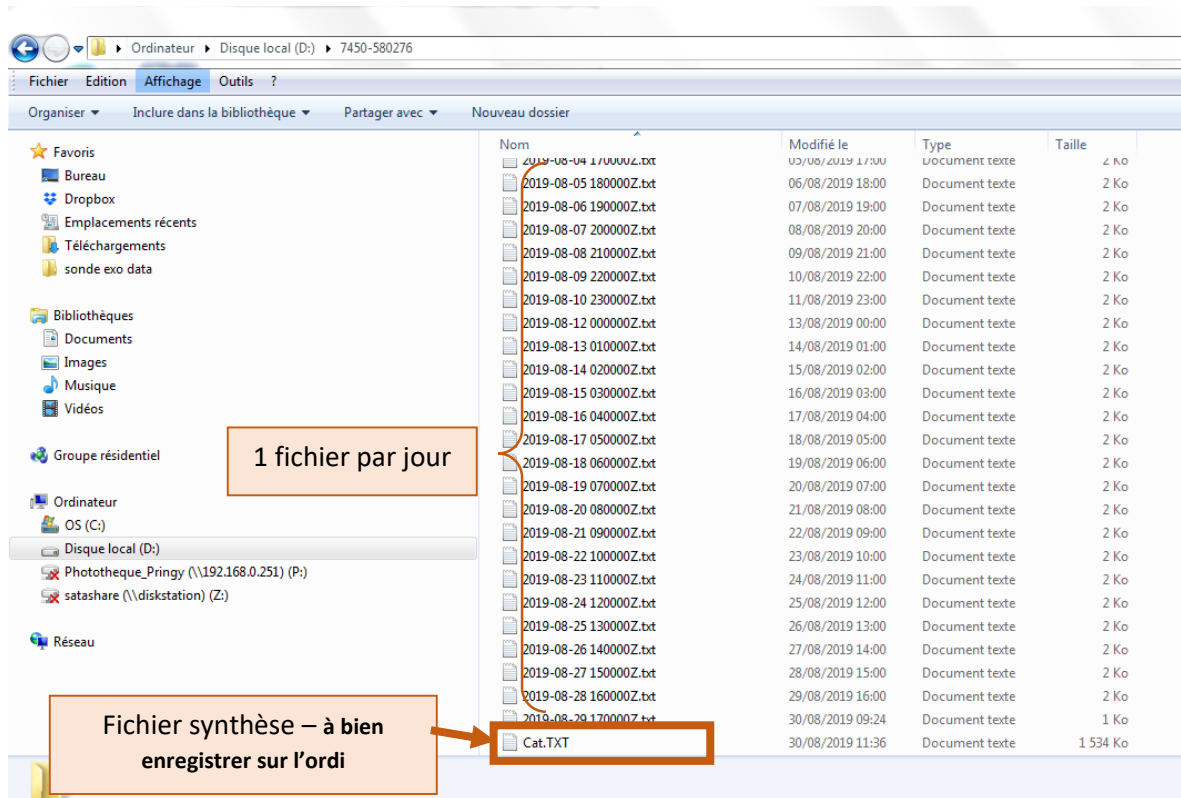 Ordinateur Disque local (D:) 7450-580276
Fichier Edition Affichage Outils ?
Organiser Inclure dans la bibliothèque Partager avec Nouveau dossier
Favoris
Bureau
Dropbox
Emplacements récents
Téléchargements
sonde exo data
Bibliothèques
Documents
Images
Musique
Vidéos
Groupe résidentiel
Ordinateur
OS (C:)
Disque local (D:)
Phototheque_Pringy (\\192.168.0.251) (P:)
satashare (\\diskstation) (Z:)
Réseau
Nom Modifié le Type Taille
2019-08-04 170000Z.txt 05/08/2019 17:00 Document texte 2 Ko
2019-08-05 180000Z.txt 06/08/2019 18:00 Document texte 2 Ko
2019-08-06 190000Z.txt 07/08/2019 19:00 Document texte 2 Ko
2019-08-07 200000Z.txt 08/08/2019 20:00 Document texte 2 Ko
2019-08-08 210000Z.txt 09/08/2019 21:00 Document texte 2 Ko
2019-08-09 220000Z.txt 10/08/2019 22:00 Document texte 2 Ko
2019-08-10 230000Z.txt 11/08/2019 23:00 Document texte 2 Ko
2019-08-12 000000Z.txt 13/08/2019 00:00 Document texte 2 Ko
2019-08-13 010000Z.txt 14/08/2019 01:00 Document texte 2 Ko
2019-08-14 020000Z.txt 15/08/2019 02:00 Document texte 2 Ko
2019-08-15 030000Z.txt 16/08/2019 03:00 Document texte 2 Ko
2019-08-16 040000Z.txt 17/08/2019 04:00 Document texte 2 Ko
2019-08-17 050000Z.txt 18/08/2019 05:00 Document texte 2 Ko
2019-08-18 060000Z.txt 19/08/2019 06:00 Document texte 2 Ko
2019-08-19 070000Z.txt 20/08/2019 07:00 Document texte 2 Ko
2019-08-20 080000Z.txt 21/08/2019 08:00 Document texte 2 Ko
2019-08-21 090000Z.txt 22/08/2019 09:00 Document texte 2 Ko
2019-08-22 100000Z.txt 23/08/2019 10:00 Document texte 2 Ko
2019-08-23 110000Z.txt 24/08/2019 11:00 Document texte 2 Ko
2019-08-24 120000Z.txt 25/08/2019 12:00 Document texte 2 Ko
2019-08-25 130000Z.txt 26/08/2019 13:00 Document texte 2 Ko
2019-08-26 140000Z.txt 27/08/2019 14:00 Document texte 2 Ko
2019-08-27 150000Z.txt 28/08/2019 15:00 Document texte 2 Ko
2019-08-28 160000Z.txt 29/08/2019 16:00 Document texte 2 Ko
2019-08-29 170000Z.txt 30/08/2019 09:24 Document texte 1 Ko
Cat.TXT 30/08/2019 11:36 Document texte 1 534 Ko
1 fichier par jour
Fichier synthèse – à bien
enregistrer sur l'ordi